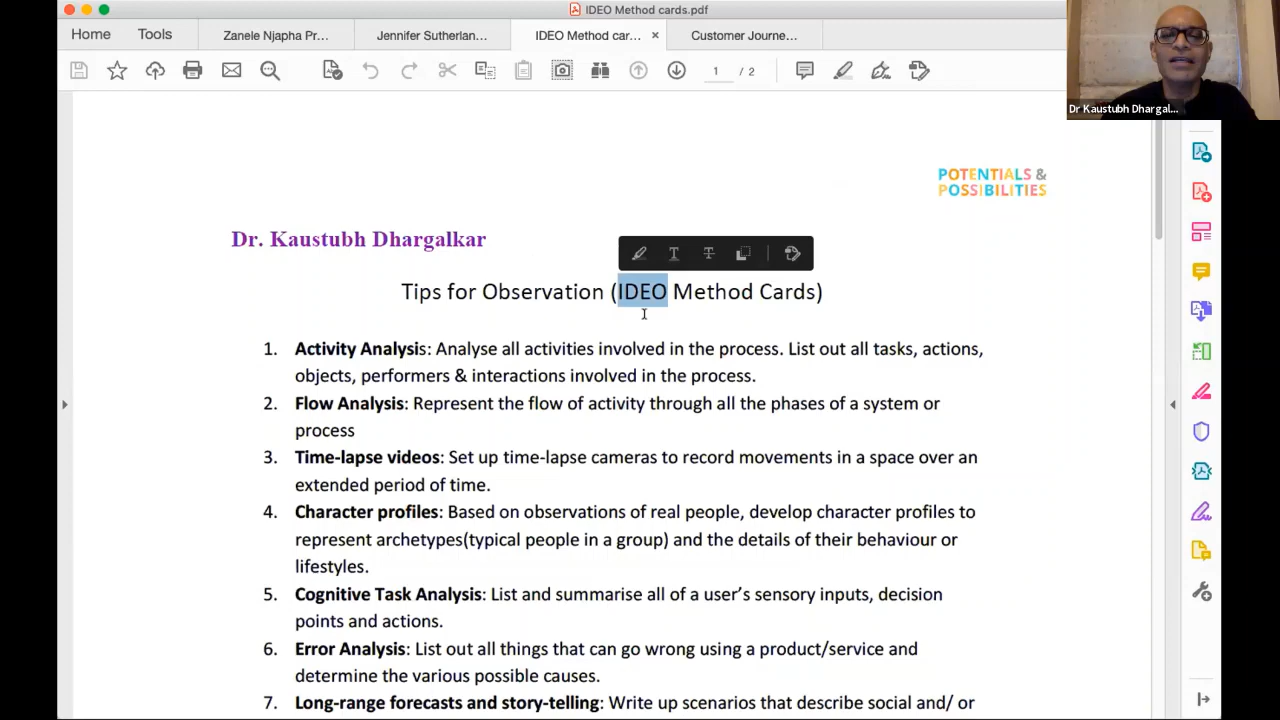 IDEO Method cards.pdf
Home
Tools
Zanele Njapha Pr...
Jennifer Sutherlan...
IDEO Method car...
Customer Journe...
1 / 2
Dr Kaustubh Dhargal...
POTENTIALS &
POSSIBILITIES
Dr. Kaustubh Dhargalkar
Tips for Observation (IDEO Method Cards)
1. Activity Analysis: Analyse all activities involved in the process. List out all tasks, actions,
objects, performers & interactions involved in the process.
2. Flow Analysis: Represent the flow of activity through all the phases of a system or
process
3. Time-lapse videos: Set up time-lapse cameras to record movements in a space over an
extended period of time.
4. Character profiles: Based on observations of real people, develop character profiles to
represent archetypes(typical people in a group) and the details of their behaviour or
lifestyles.
5. Cognitive Task Analysis: List and summarise all of a user's sensory inputs, decision
points and actions.
6. Error Analysis: List out all things that can go wrong using a product/service and
determine the various possible causes.
7. Long-range forecasts and story-telling: Write up scenarios that describe social and/ or